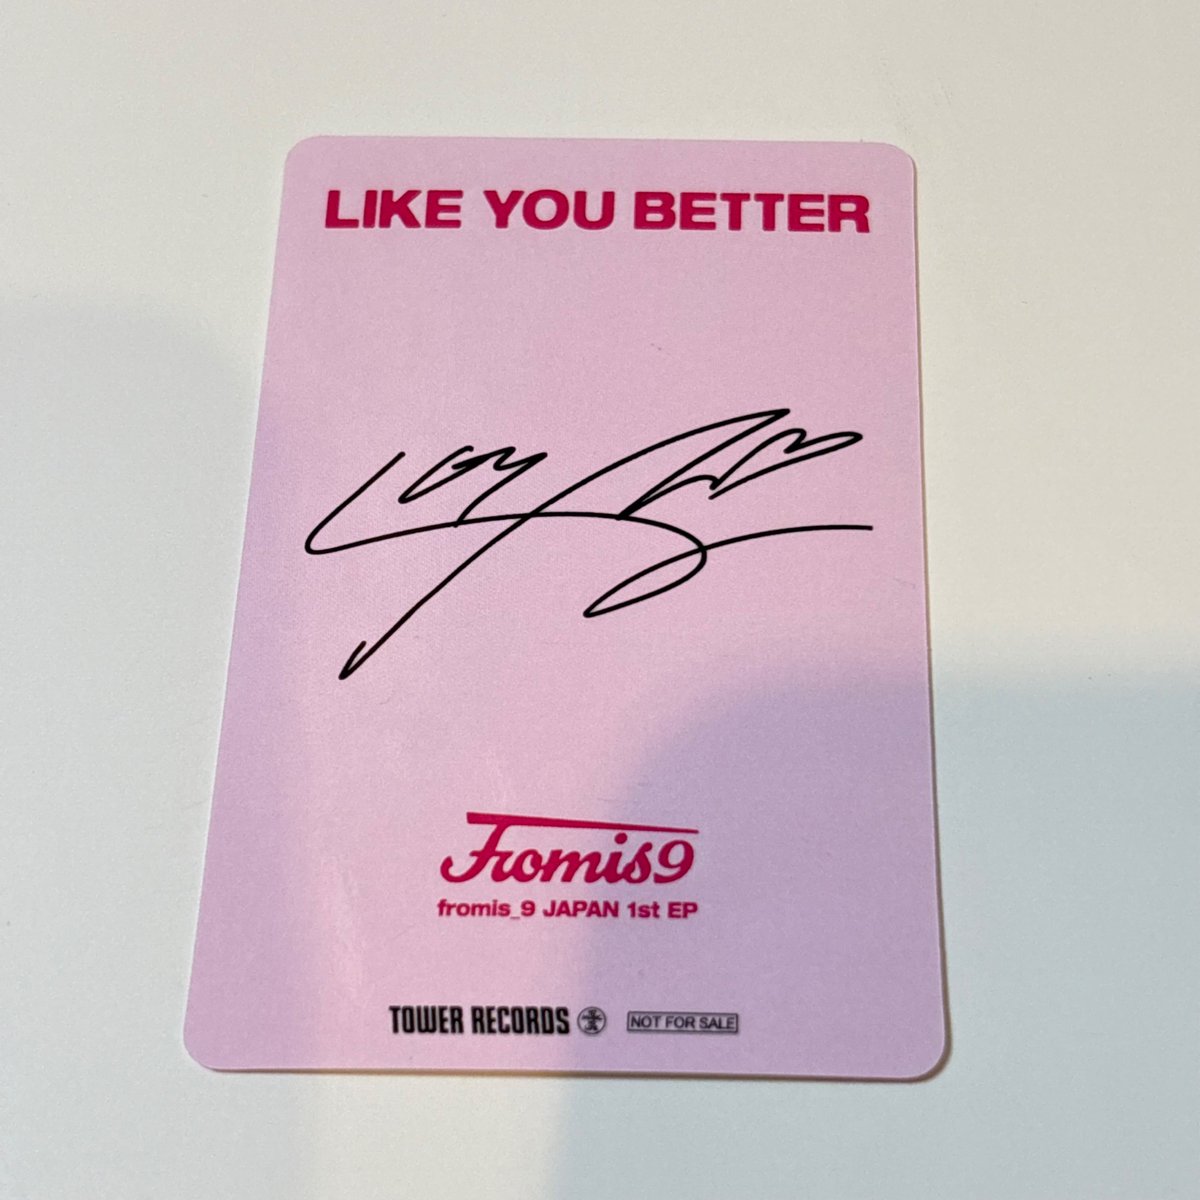 LIKE YOU BETTER
fromis9
fromis_9 JAPAN 1st EP
TOWER RECORDS NOT FOR SALE